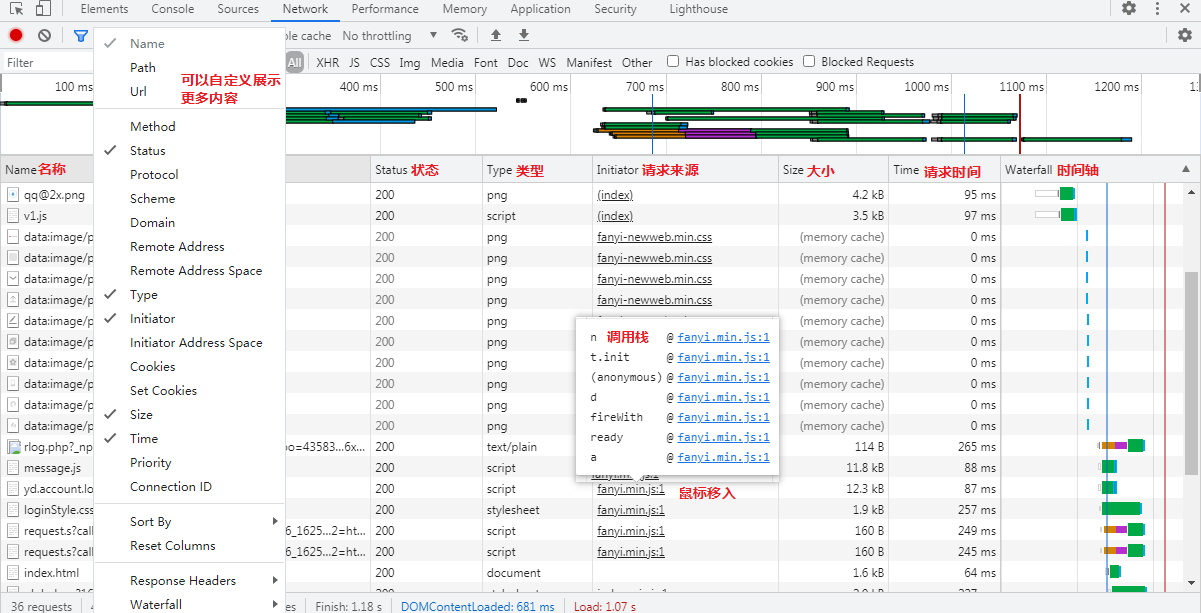 Elements Console Sources Network Performance Memory Application Security Lighthouse
ble cache No throttling
Filter All XHR JS CSS Img Media Font Doc WS Manifest Other Has blocked cookies Blocked Requests
100 ms 400 ms 500 ms 600 ms 700 ms 800 ms 900 ms 1000 ms 1100 ms 1200 ms
Name
Path
Url
可以自定义展示
更多内容
Method
Status
Protocol
Scheme
Domain
Remote Address
Remote Address Space
Type
Initiator
Initiator Address Space
Cookies
Set Cookies
Size
Time
Priority
Connection ID
Sort By
Reset Columns
Response Headers
Waterfall
Name 名称 Status 状态 Type 类型 Initiator 请求来源 Size 大小 Time 请求时间 Waterfall 时间轴
qq@2x.png 200 png (index) 4.2 kB 95 ms
v1.js 200 script (index) 3.5 kB 97 ms
data:image/p 200 png fanyi-newweb.min.css (memory cache) 0 ms
data:image/p 200 png fanyi-newweb.min.css (memory cache) 0 ms
data:image/p 200 png fanyi-newweb.min.css (memory cache) 0 ms
data:image/p 200 png fanyi-newweb.min.css (memory cache) 0 ms
data:image/p 200 png (memory cache) 0 ms
data:image/p 200 png (memory cache) 0 ms
data:image/p 200 png (memory cache) 0 ms
data:image/p 200 png (memory cache) 0 ms
data:image/p 200 png (memory cache) 0 ms
data:image/p 200 png (memory cache) 0 ms
rlog.php?_np oo=43583...6x... 200 text/plain 114 B 265 ms
message.js 200 script fanyi.min.js:1 11.8 kB 88 ms
yd.account.lo 200 script fanyi.min.js:1 12.3 kB 87 ms
loginStyle.css 200 stylesheet fanyi.min.js:1 1.9 kB 257 ms
request.s?call 6_1625...2=ht... 200 script fanyi.min.js:1 160 B 249 ms
request.s?call 6_1625...2=ht... 200 script fanyi.min.js:1 160 B 245 ms
index.html 200 document 1.6 kB 64 ms
n 调用栈 @ fanyi.min.js:1
t.init @ fanyi.min.js:1
(anonymous) @ fanyi.min.js:1
d @ fanyi.min.js:1
fireWith @ fanyi.min.js:1
ready @ fanyi.min.js:1
a @ fanyi.min.js:1
鼠标移入
36 requests es Finish: 1.18 s DOMContentLoaded: 681 ms Load: 1.07 s